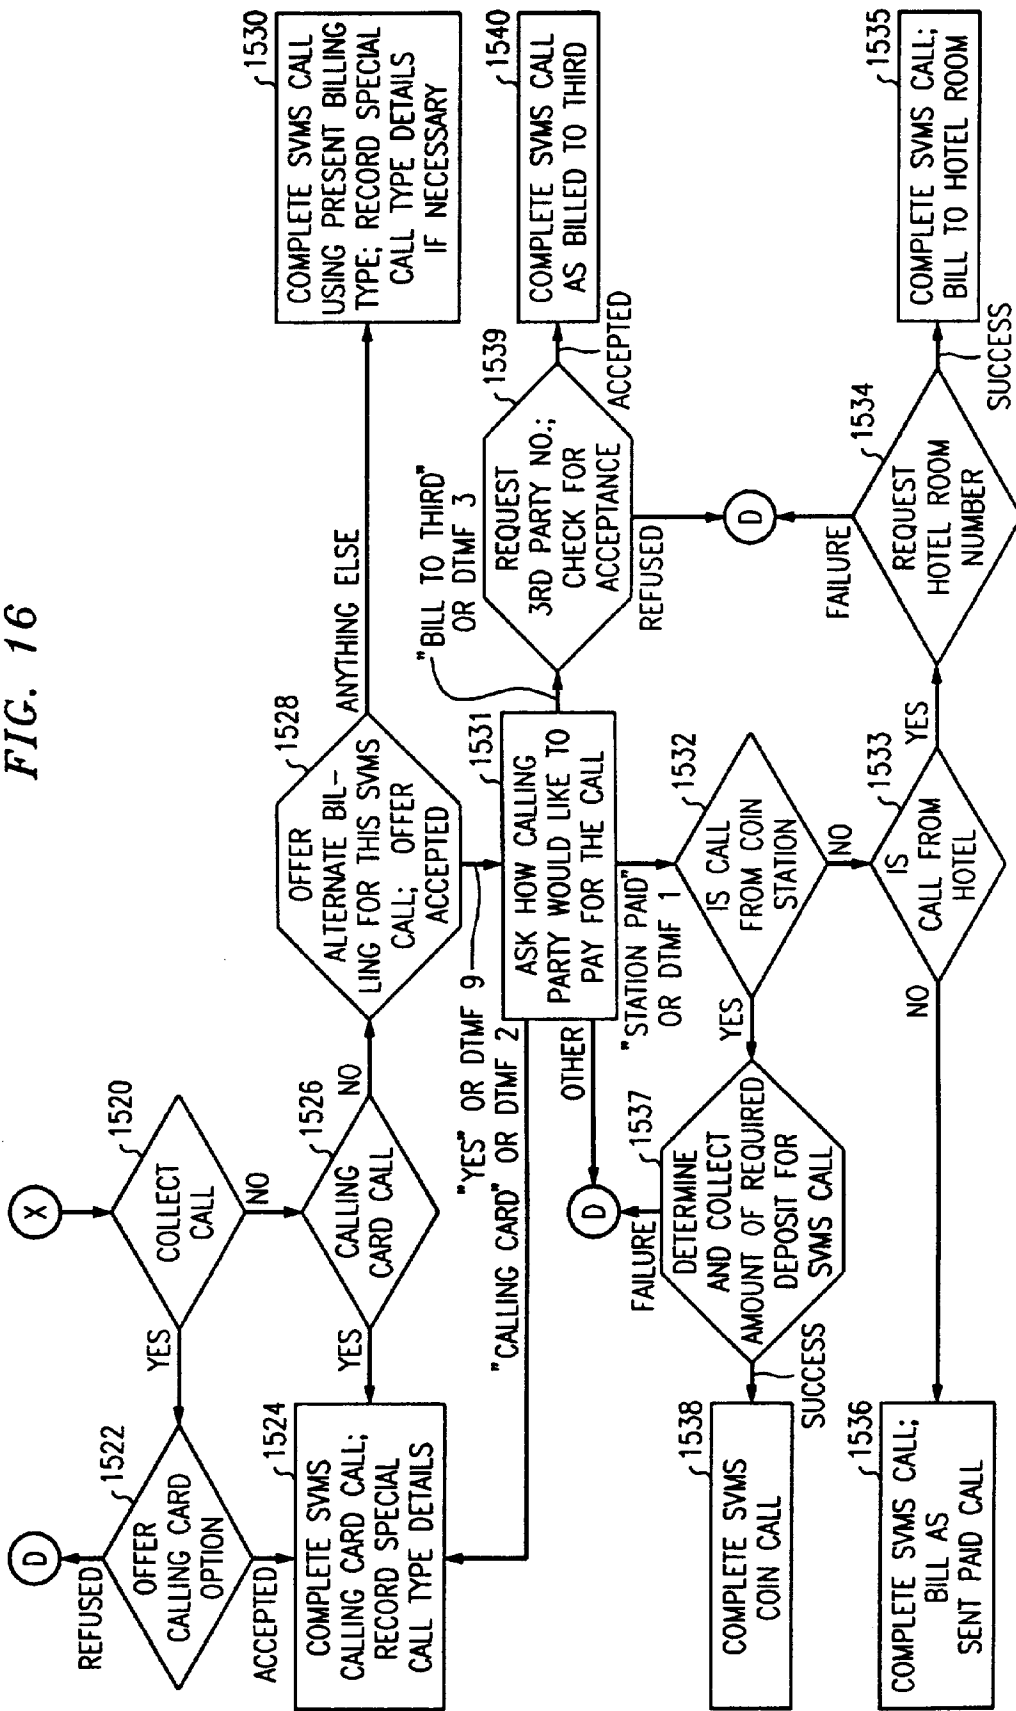 FIG. 16
X
COLLECT
CALL
1520
YES
NO
D
REFUSED
OFFER
CALLING CARD
OPTION
1522
ACCEPTED
CALLING
CARD CALL
1526
YES
NO
COMPLETE SVMS
CALLING CARD CALL;
RECORD SPECIAL
CALL TYPE DETAILS
1524
OFFER
ALTERNATE BIL-
LING FOR THIS SVMS
CALL; OFFER
ACCEPTED
1528
ANYTHING ELSE
COMPLETE SVMS CALL
USING PRESENT BILLING
TYPE; RECORD SPECIAL
CALL TYPE DETAILS
IF NECESSARY
1530
"YES" OR DTMF 9
"CALLING CARD" OR DTMF 2
ASK HOW CALLING
PARTY WOULD LIKE TO
PAY FOR THE CALL
1531
"BILL TO THIRD"
OR DTMF 3
REQUEST
3RD PARTY NO.;
CHECK FOR
ACCEPTANCE
1539
ACCEPTED
COMPLETE SVMS CALL
AS BILLED TO THIRD
1540
REFUSED
D
OTHER
D
"STATION PAID"
OR DTMF 1
IS CALL
FROM COIN
STATION
1532
YES
NO
FAILURE
DETERMINE
AND COLLECT
AMOUNT OF REQUIRED
DEPOSIT FOR
SVMS CALL
1537
SUCCESS
COMPLETE SVMS
COIN CALL
1538
IS
CALL FROM
HOTEL
1533
NO
YES
COMPLETE SVMS CALL;
BILL AS
SENT PAID CALL
1536
FAILURE
REQUEST
HOTEL ROOM
NUMBER
1534
SUCCESS
COMPLETE SVMS CALL;
BILL TO HOTEL ROOM
1535